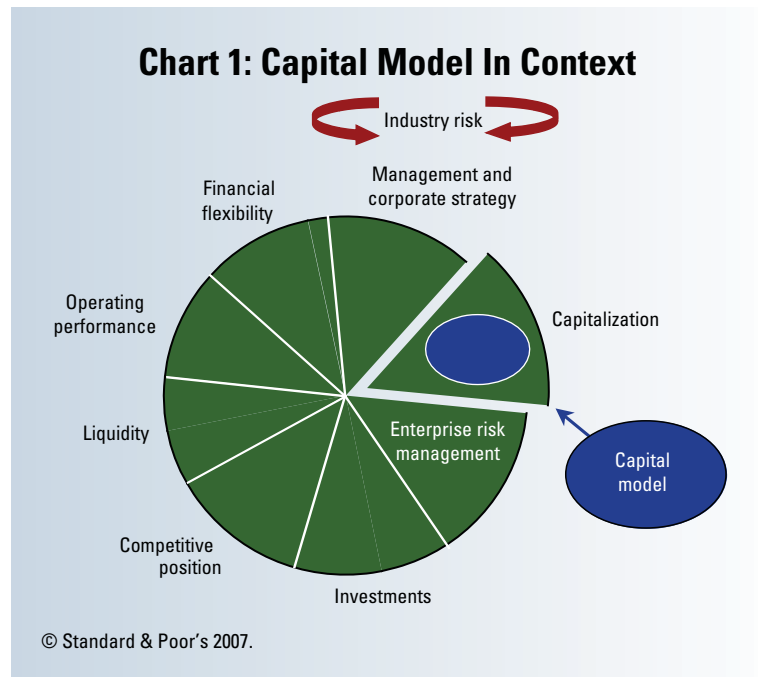 Chart 1: Capital Model In Context
Industry risk
Management and
corporate strategy
Financial
flexibility
Operating
performance
Capitalization
Liquidity
Enterprise risk
management
Capital
model
Competitive
position
Investments
© Standard & Poor's 2007.